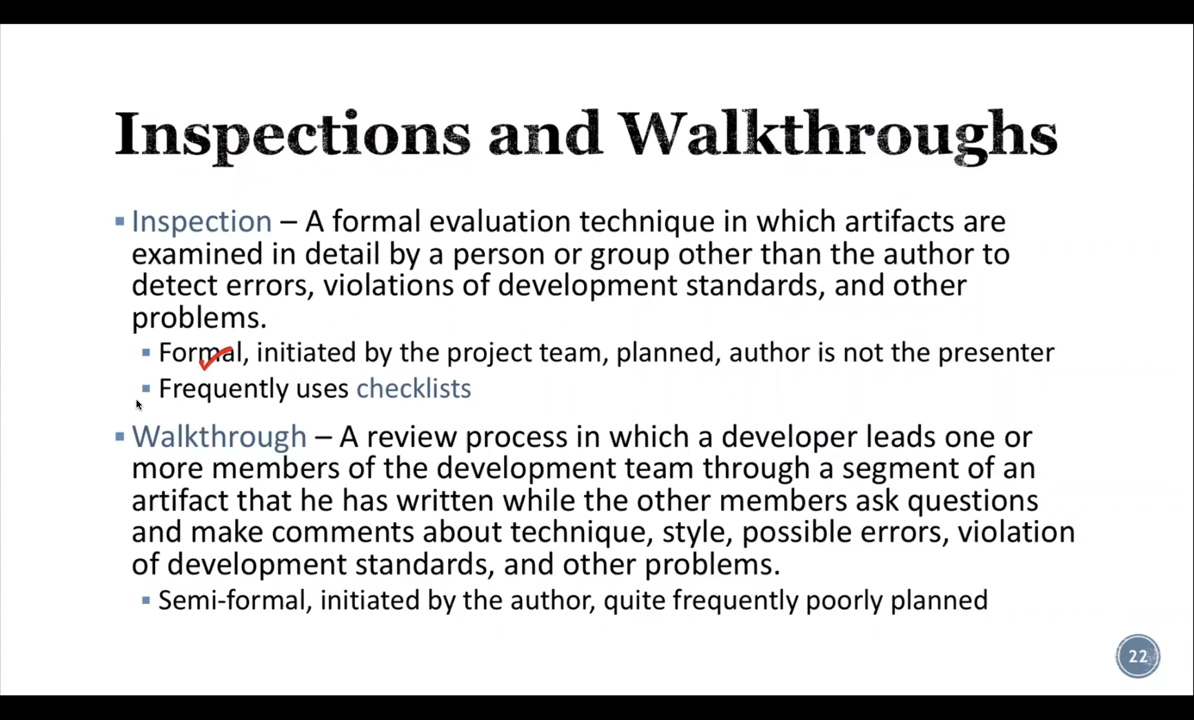 Inspections and Walkthroughs
▪ Inspection – A formal evaluation technique in which artifacts are
examined in detail by a person or group other than the author to
detect errors, violations of development standards, and other
problems.
▪ Formal, initiated by the project team, planned, author is not the presenter
▪ Frequently uses checklists
▪ Walkthrough – A review process in which a developer leads one or
more members of the development team through a segment of an
artifact that he has written while the other members ask questions
and make comments about technique, style, possible errors, violation
of development standards, and other problems.
▪ Semi-formal, initiated by the author, quite frequently poorly planned
22